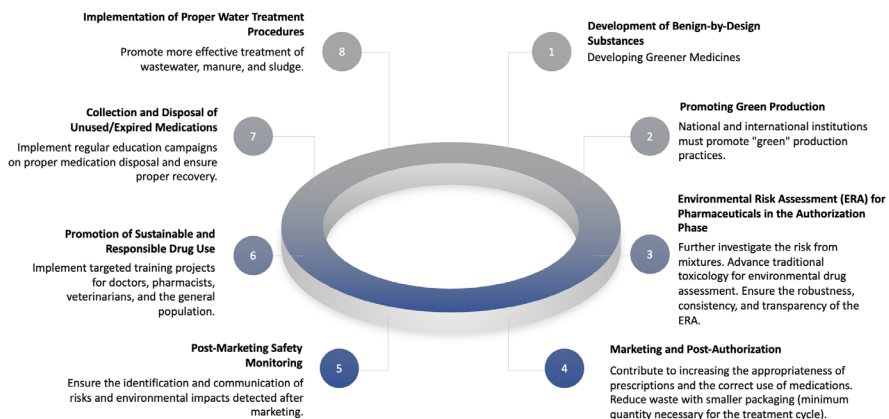 1
Development of Benign-by-Design
Substances
Developing Greener Medicines
2
Promoting Green Production
National and international institutions
must promote "green" production
practices.
3
Environmental Risk Assessment (ERA) for
Pharmaceuticals in the Authorization
Phase
Further investigate the risk from
mixtures. Advance traditional
toxicology for environmental drug
assessment. Ensure the robustness,
consistency, and transparency of the
ERA.
4
Marketing and Post-Authorization
Contribute to increasing the appropriateness of
prescriptions and the correct use of medications.
Reduce waste with smaller packaging (minimum
quantity necessary for the treatment cycle).
5
Post-Marketing Safety
Monitoring
Ensure the identification and communication of
risks and environmental impacts detected after
marketing.
6
Promotion of Sustainable and
Responsible Drug Use
Implement targeted training projects
for doctors, pharmacists,
veterinarians, and the general
population.
7
Collection and Disposal of
Unused/Expired Medications
Implement regular education campaigns
on proper medication disposal and ensure
proper recovery.
8
Implementation of Proper Water Treatment
Procedures
Promote more effective treatment of
wastewater, manure, and sludge.